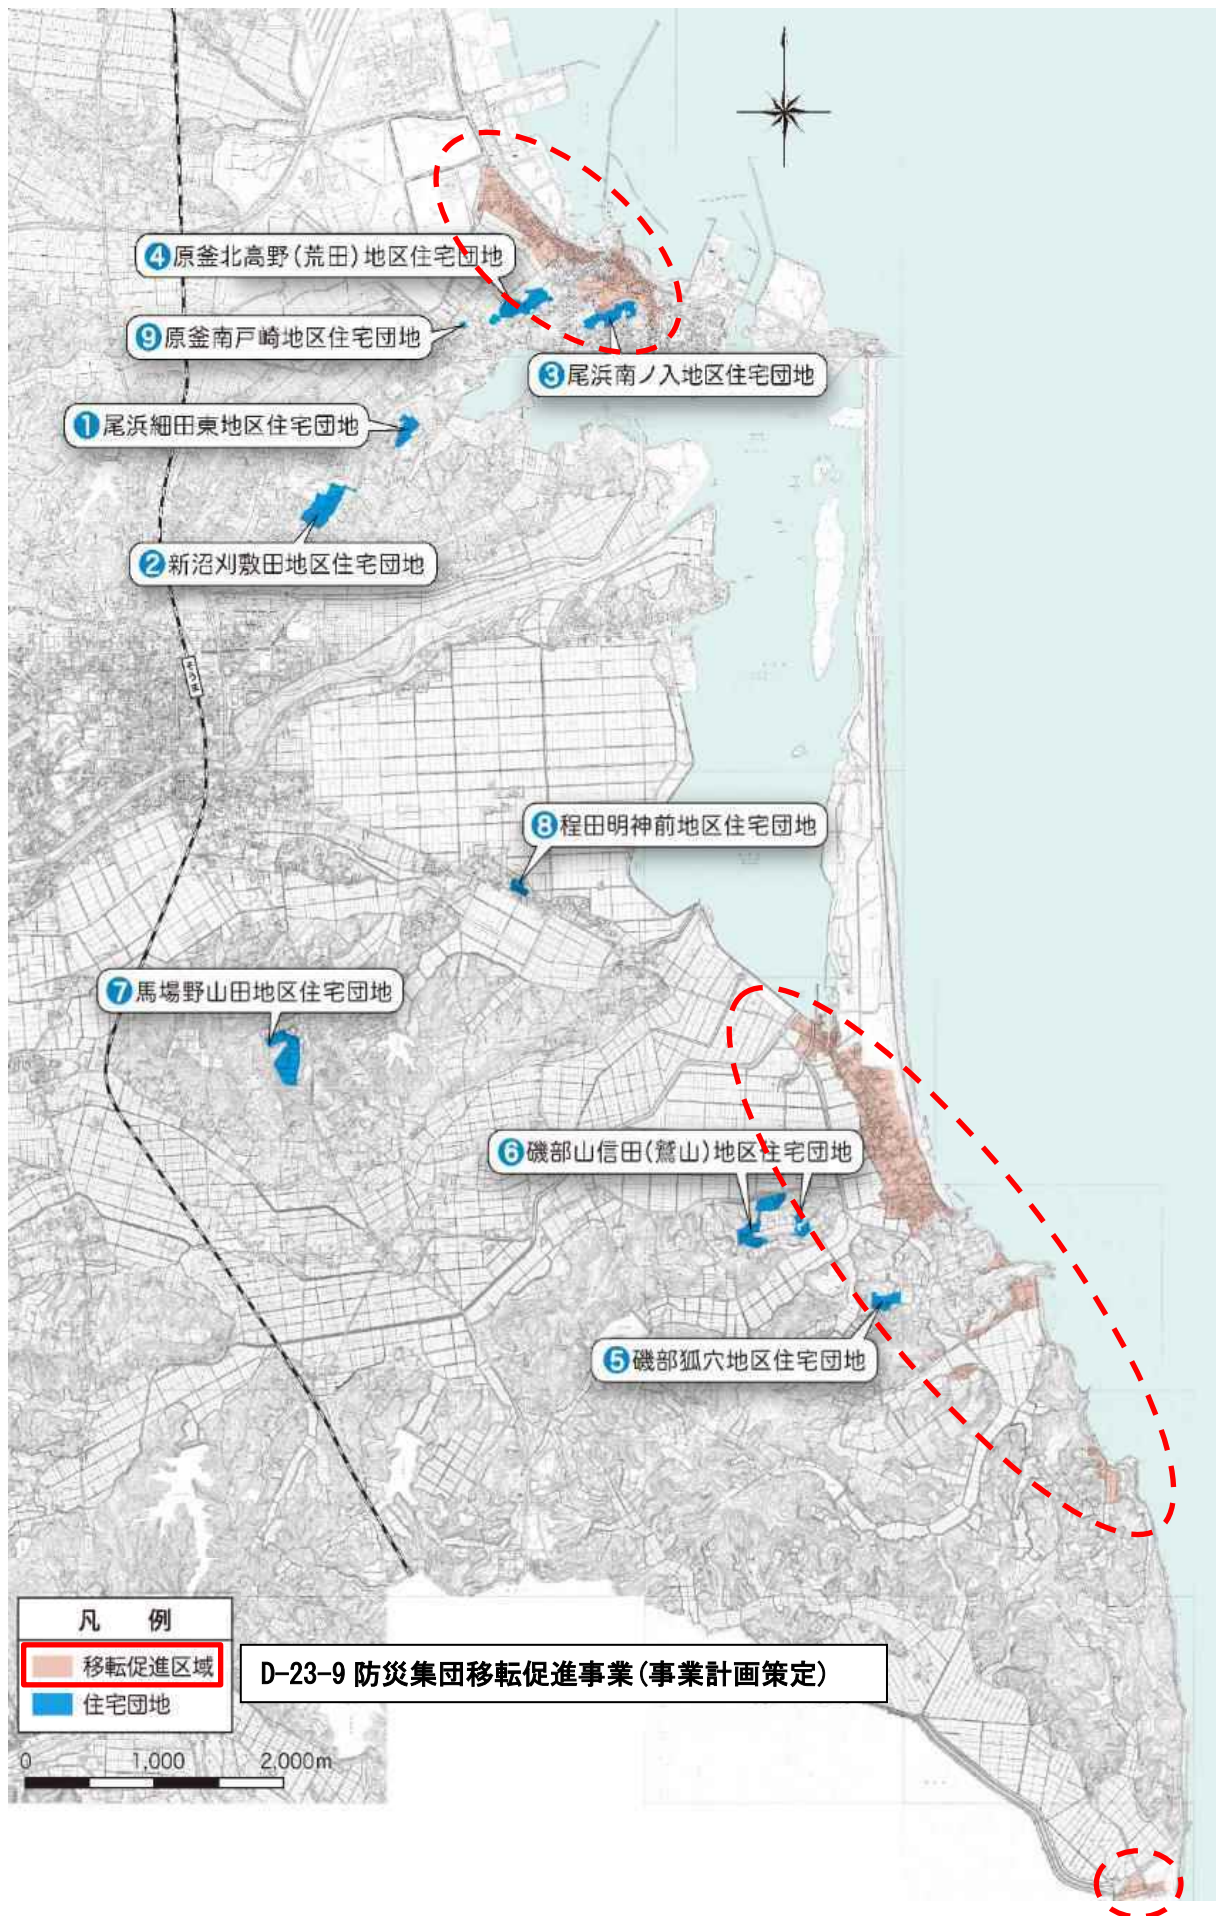 ④原釜北高野(荒田)地区住宅団地
⑨原釜南戸崎地区住宅団地
③尾浜南ノ入地区住宅団地
①尾浜細田東地区住宅団地
②新沼刈敷田地区住宅団地
そうま
⑧程田明神前地区住宅団地
⑦馬場野山田地区住宅団地
⑥磯部山信田(鷲山)地区住宅団地
⑤磯部狐穴地区住宅団地
凡 例
移転促進区域
住宅団地
D-23-9 防災集団移転促進事業(事業計画策定)
0 1,000 2,000m